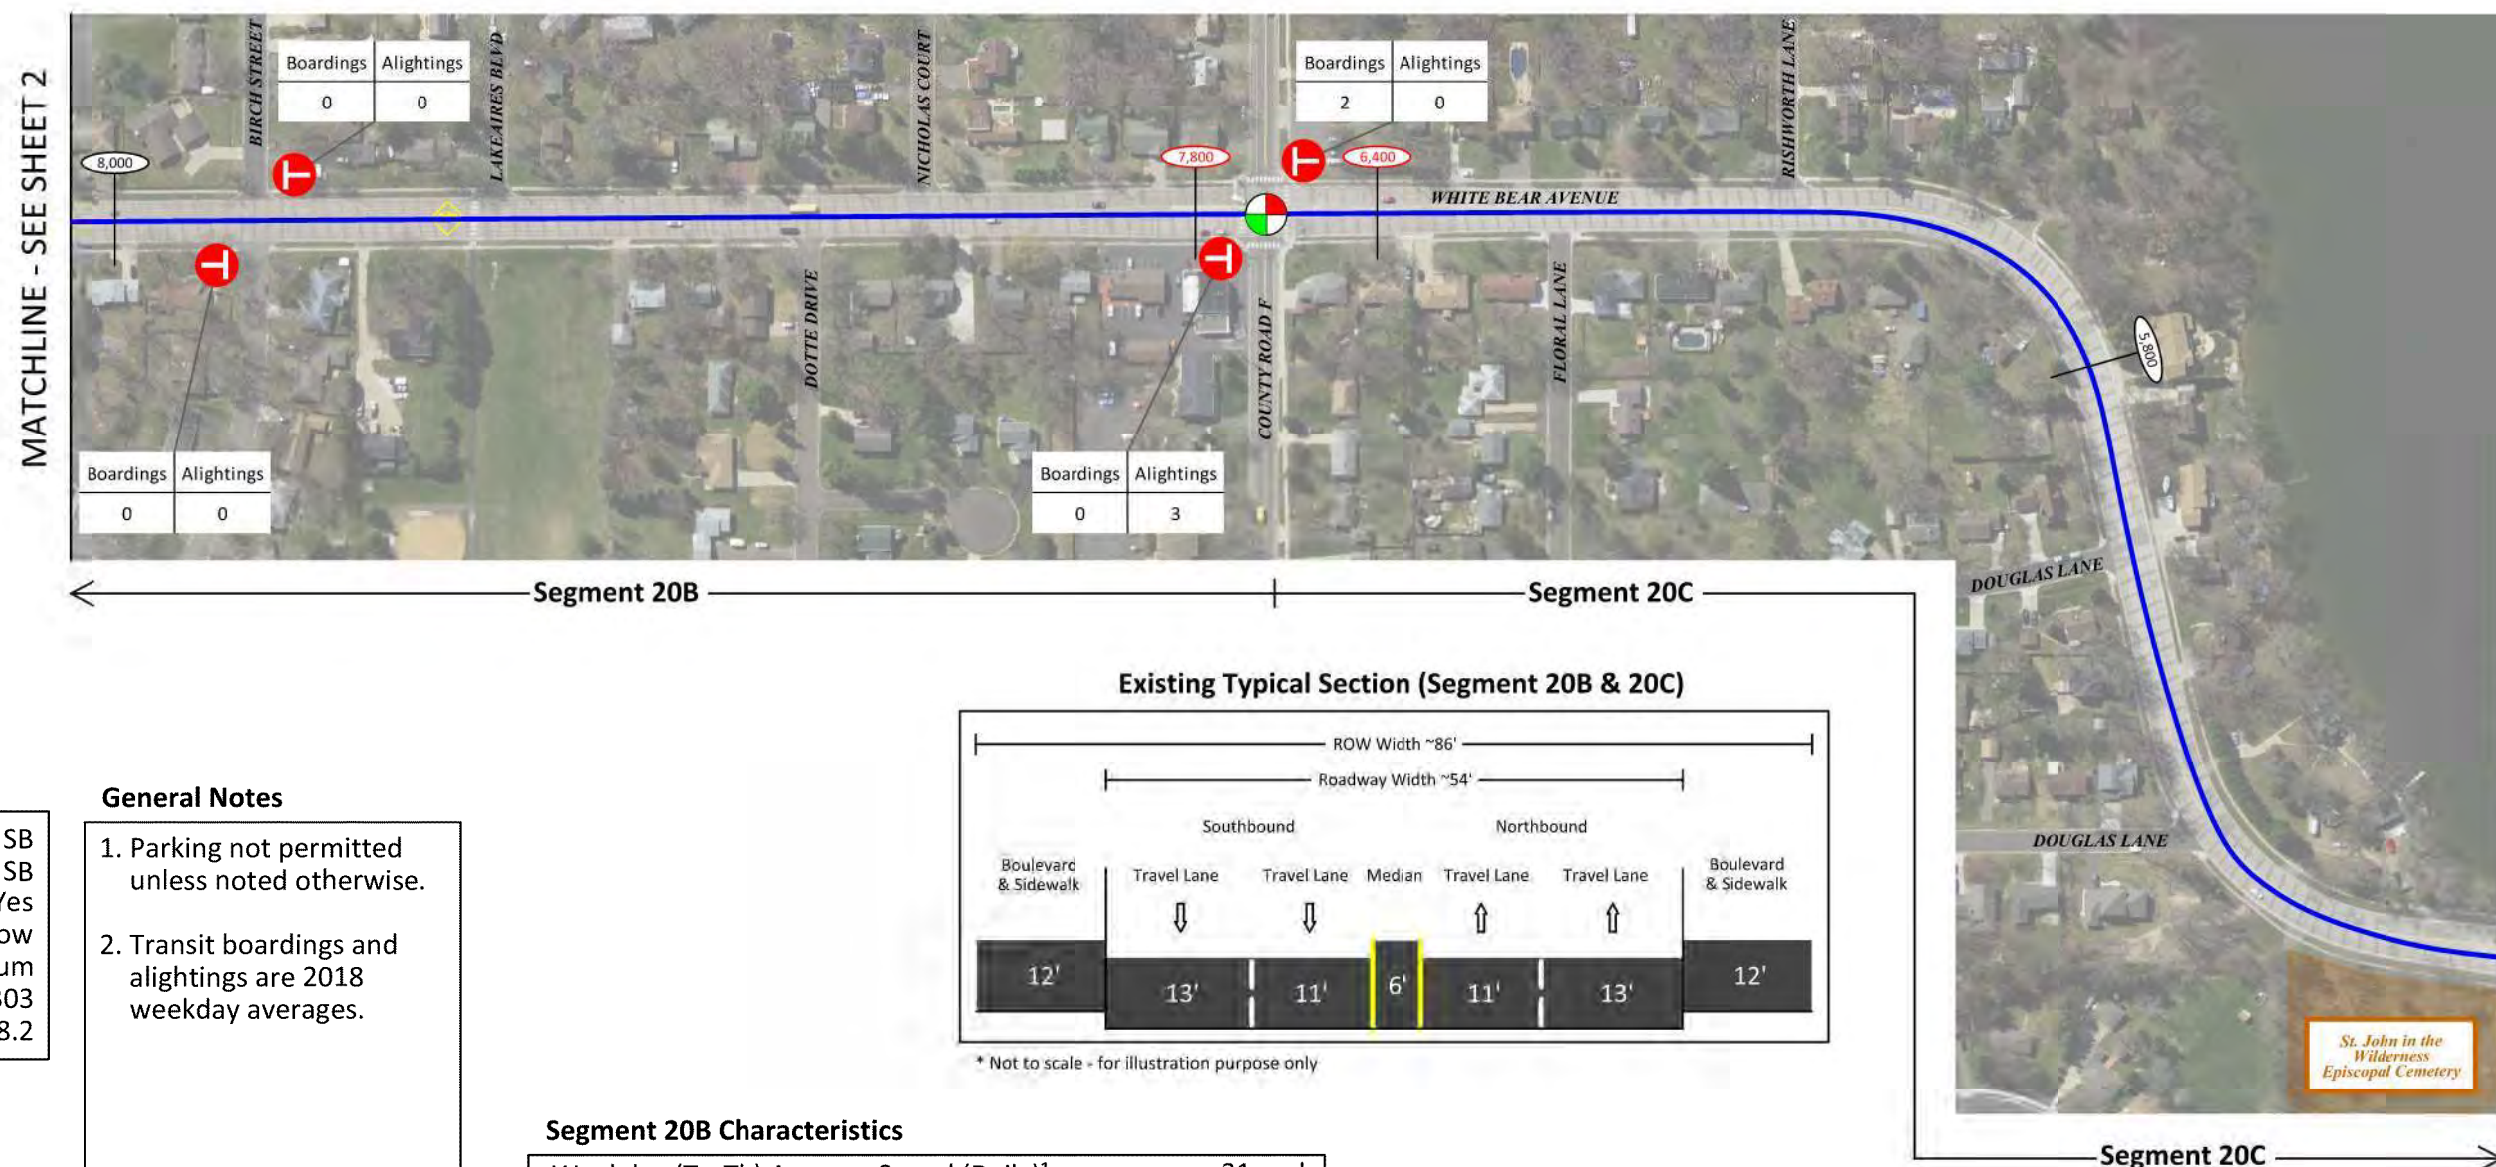 MATCHLINE - SEE SHEET 2
BIRCH STREET
Boardings Alightings
0 0
LAKEAIRES BLVD
NICHOLAS COURT
Boardings Alightings
2 0
RISHWORTH LANE
8,000
7,800
6,400
WHITE BEAR AVENUE
DOTTE DRIVE
COUNTY ROAD F
FLORAL LANE
5,800
Boardings Alightings
0 0
Boardings Alightings
0 3
DOUGLAS LANE
Segment 20B
Segment 20C
Existing Typical Section (Segment 20B & 20C)
ROW Width ~86'
Roadway Width ~54'
Southbound Northbound
Boulevard & Sidewalk
Travel Lane Travel Lane Median Travel Lane Travel Lane
Boulevard & Sidewalk
12' 13' 11' 6' 11' 13' 12'
* Not to scale - for illustration purpose only
DOUGLAS LANE
St. John in the
Wilderness
Episcopal Cemetery
Segment 20C
SB
SB
Yes
8.2
General Notes
1. Parking not permitted
unless noted otherwise.
2. Transit boardings and
alightings are 2018
weekday averages.
Segment 20B Characteristics